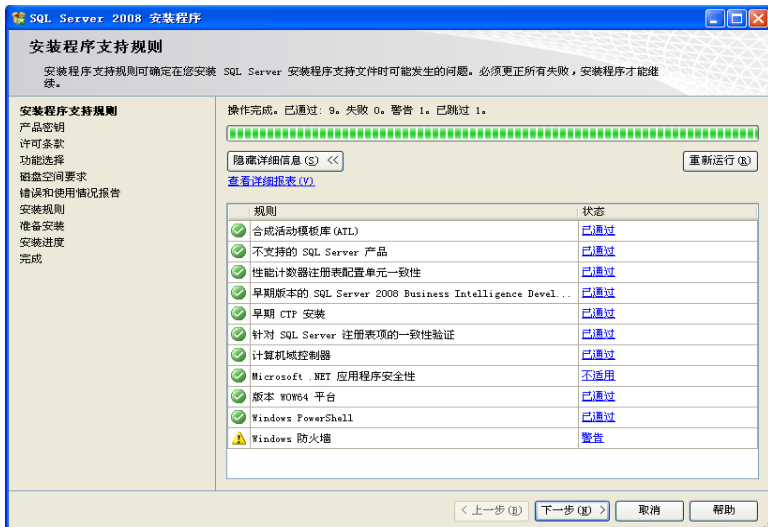 SQL Server 2008 安装程序
安装程序支持规则
安装程序支持规则可确定在您安装 SQL Server 安装程序支持文件时可能发生的问题。必须更正所有失败，安装程序才能继
续。
安装程序支持规则
产品密钥
许可条款
功能选择
磁盘空间要求
错误和使用情况报告
安装规则
准备安装
安装进度
完成
操作完成。已通过: 9。失败 0。警告 1。已跳过 1。
隐藏详细信息(S) <<
重新运行(R)
查看详细报表(V)
规则 状态
合成活动模板库(ATL) 已通过
不支持的 SQL Server 产品 已通过
性能计数器注册表配置单元一致性 已通过
早期版本的 SQL Server 2008 Business Intelligence Devel... 已通过
早期 CTP 安装 已通过
针对 SQL Server 注册表项的一致性验证 已通过
计算机域控制器 已通过
Microsoft .NET 应用程序安全性 不适用
版本 WOW64 平台 已通过
Windows PowerShell 已通过
Windows 防火墙 警告
< 上一步(B) 下一步(N) > 取消 帮助